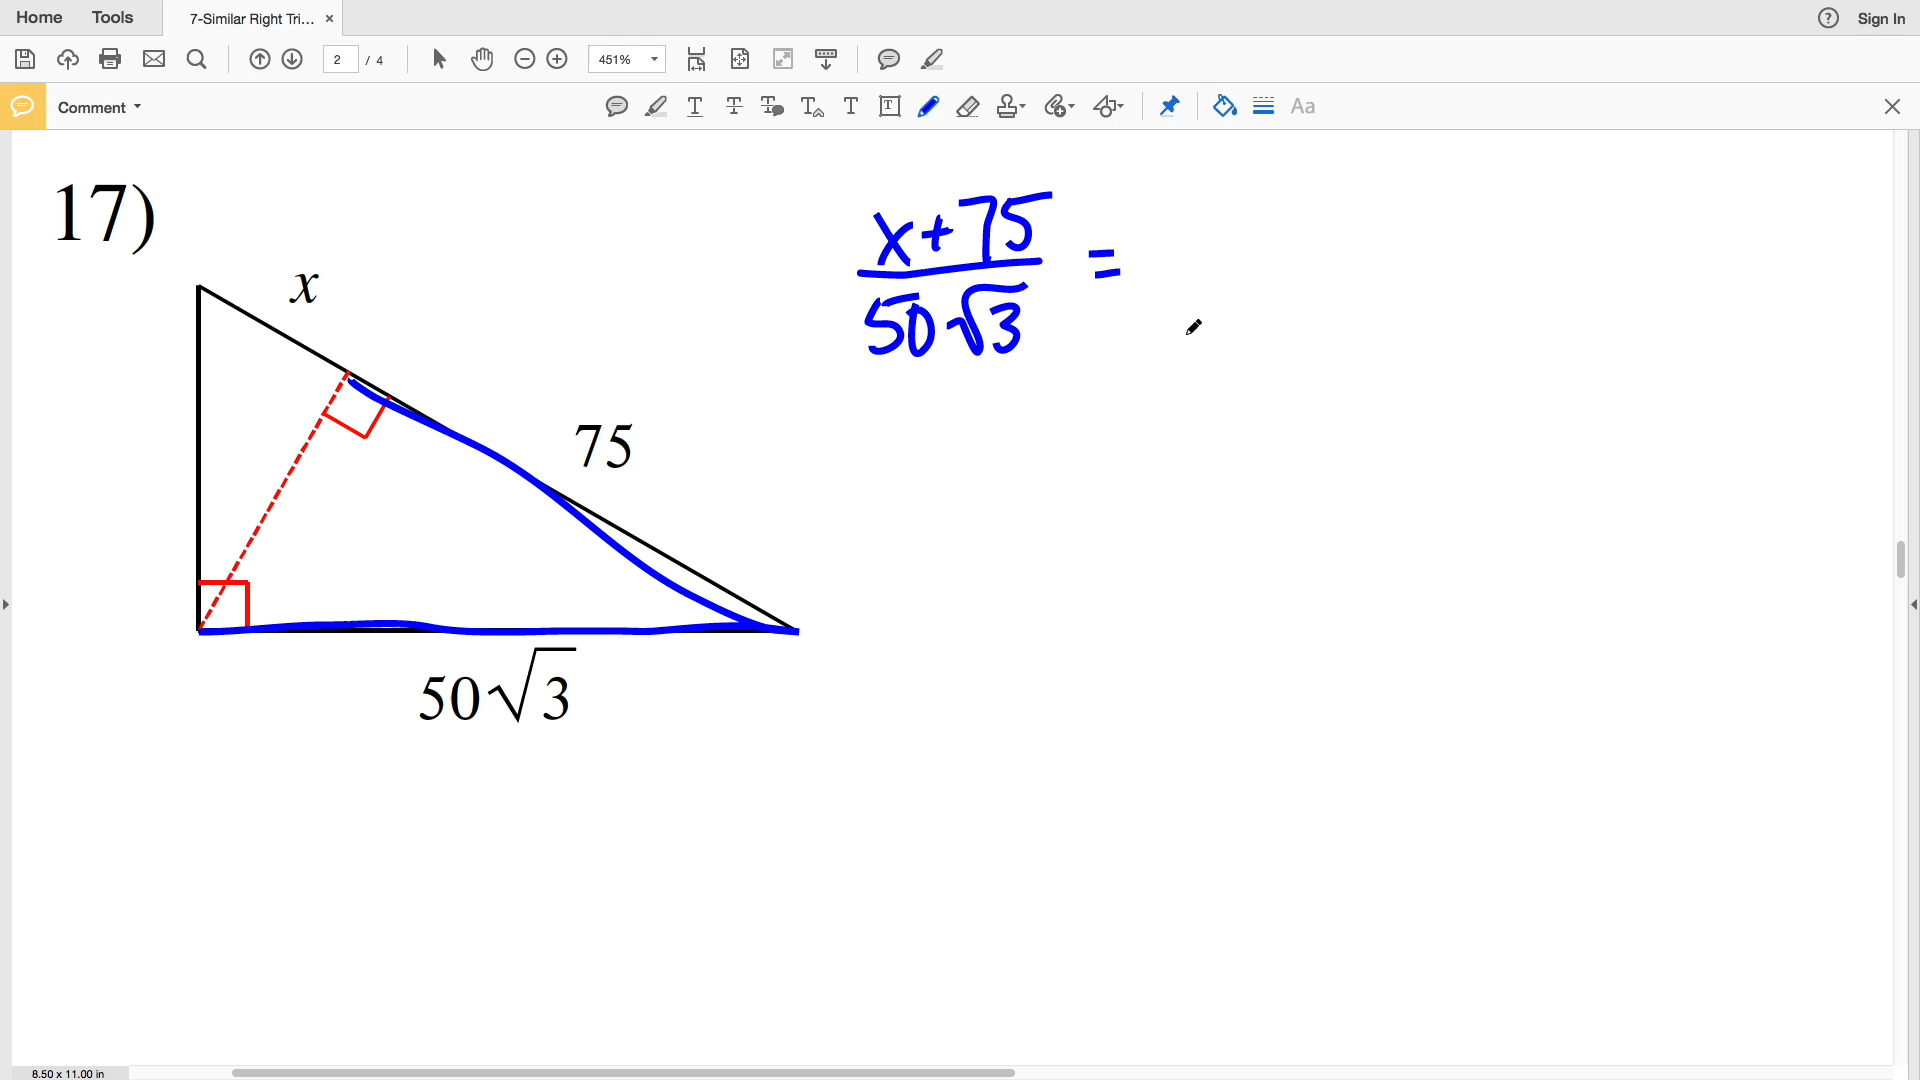 Home Tools 7-Similar Right Tri... × ? Sign In
2 / 4 451%
Comment T T T T T T Aa
17)
x
75
50√3
x+75
50√3
=
8.50 x 11.00 in